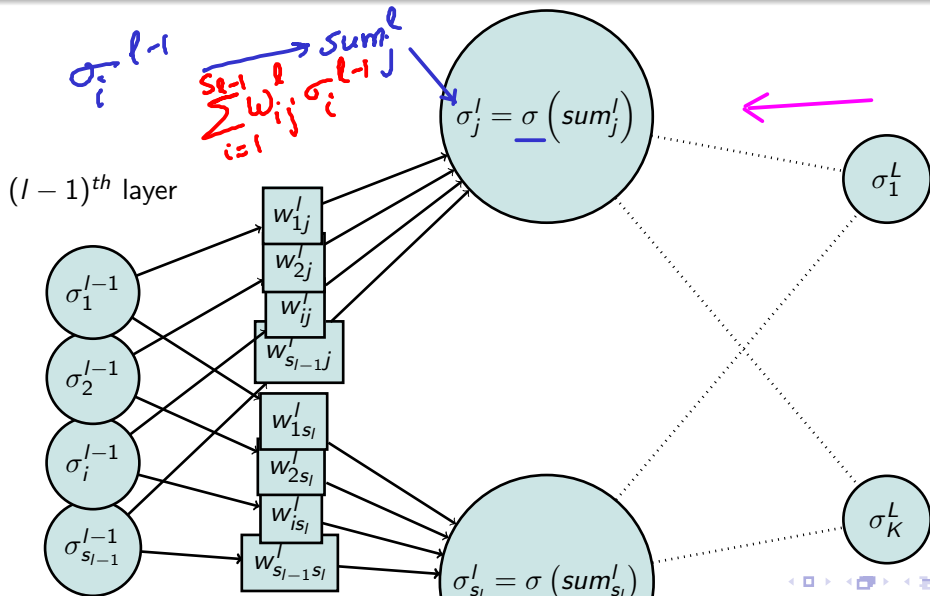 σ_i^{l-1} → sum_j^l
\sum_{i=1}^{s_{l-1}} w_{ij}^l σ_i^{l-1}
σ_j^l = σ (sum_j^l)
(l − 1)^{th} layer
σ_1^L
w_{1j}^l
w_{2j}^l
σ_1^{l-1}
w_{ij}^l
w_{s_{l-1}j}^l
σ_2^{l-1}
w_{1s_l}^l
σ_i^{l-1}
w_{2s_l}^l
w_{is_l}^l
σ_K^L
σ_{s_{l-1}}^{l-1}
w_{s_{l-1}s_l}^l
σ_{s_l}^l = σ (sum_{s_l}^l)